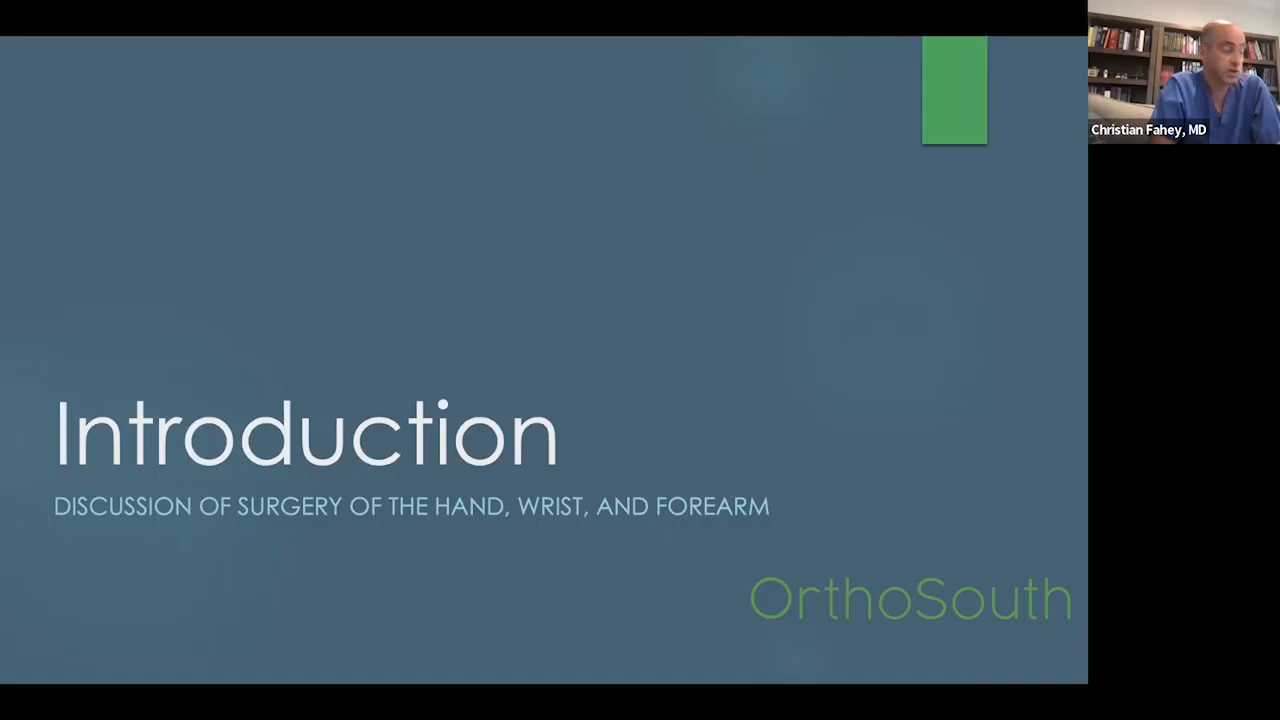 Christian Fahey, MD
Introduction
DISCUSSION OF SURGERY OF THE HAND, WRIST, AND FOREARM
OrthoSouth